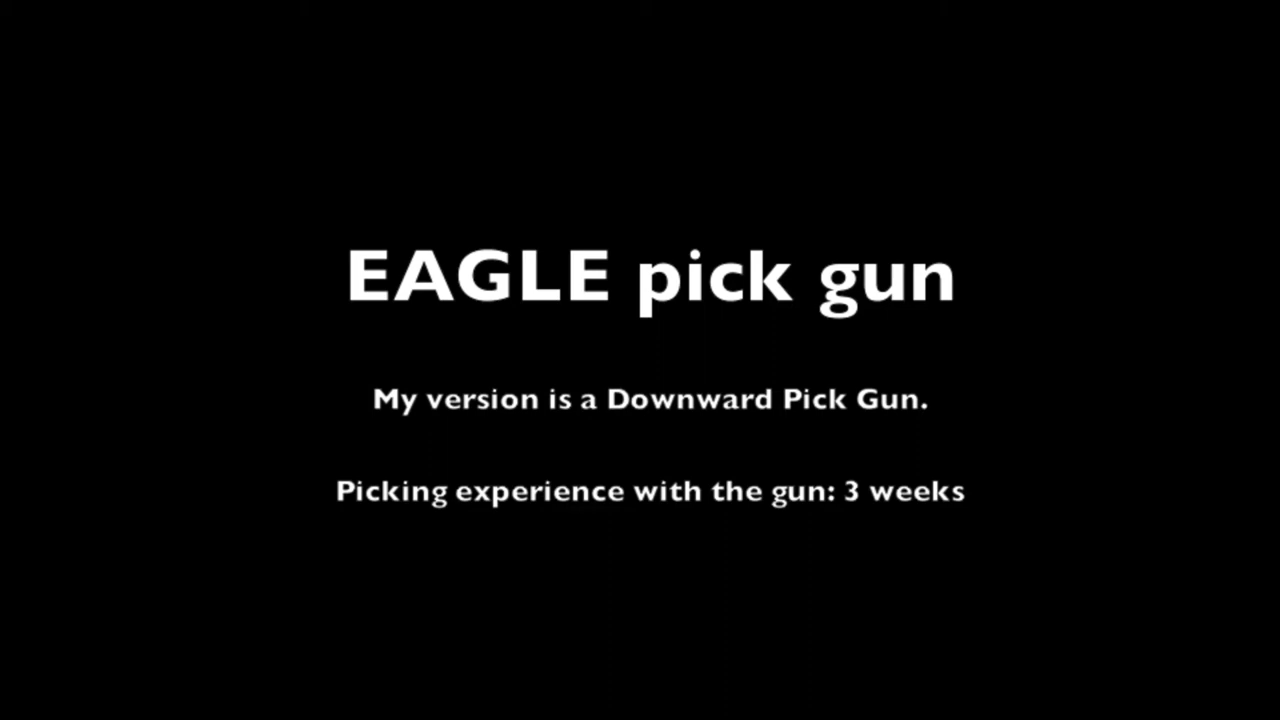 EAGLE pick gun
My version is a Downward Pick Gun.
Picking experience with the gun: 3 weeks